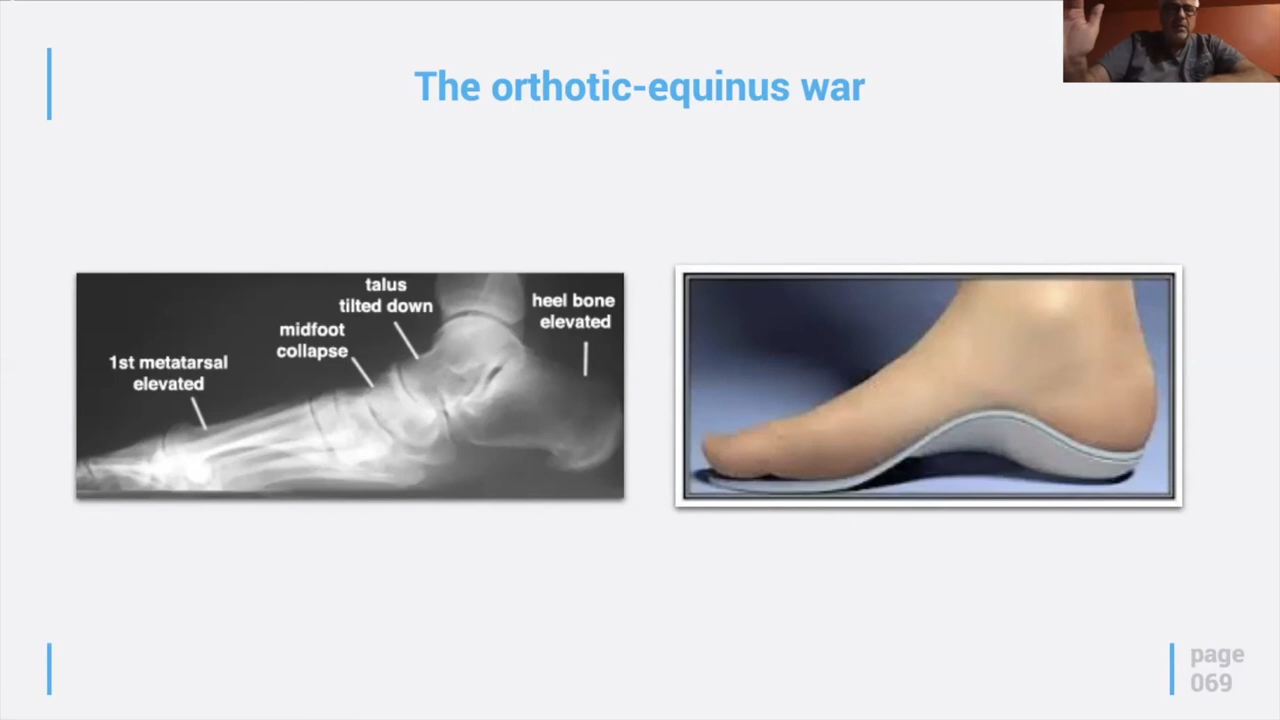 The orthotic-equinus war
talus
tilted down
heel bone
elevated
midfoot
collapse
1st metatarsal
elevated
page
069